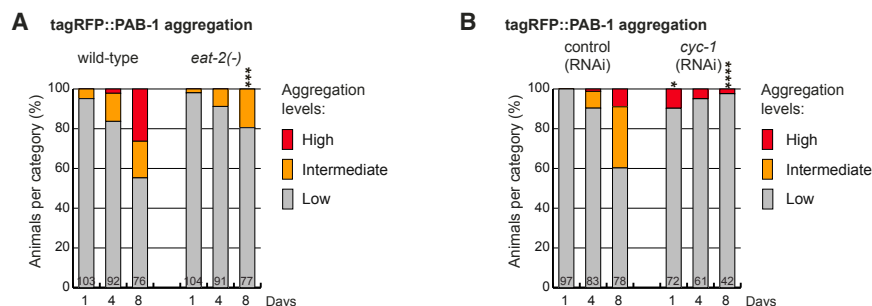 A tagRFP::PAB-1 aggregation
wild-type eat-2(-)
***
Animals per category (%)
100
80
60
40
20
0
103 92 76 104 91 77
1 4 8 1 4 8 Days
Aggregation
levels:
High
Intermediate
Low
B tagRFP::PAB-1 aggregation
control
(RNAi)
cyc-1
(RNAi)
* ****
Animals per category (%)
100
80
60
40
20
0
97 83 78 72 61 42
1 4 8 1 4 8 Days
Aggregation
levels:
High
Intermediate
Low